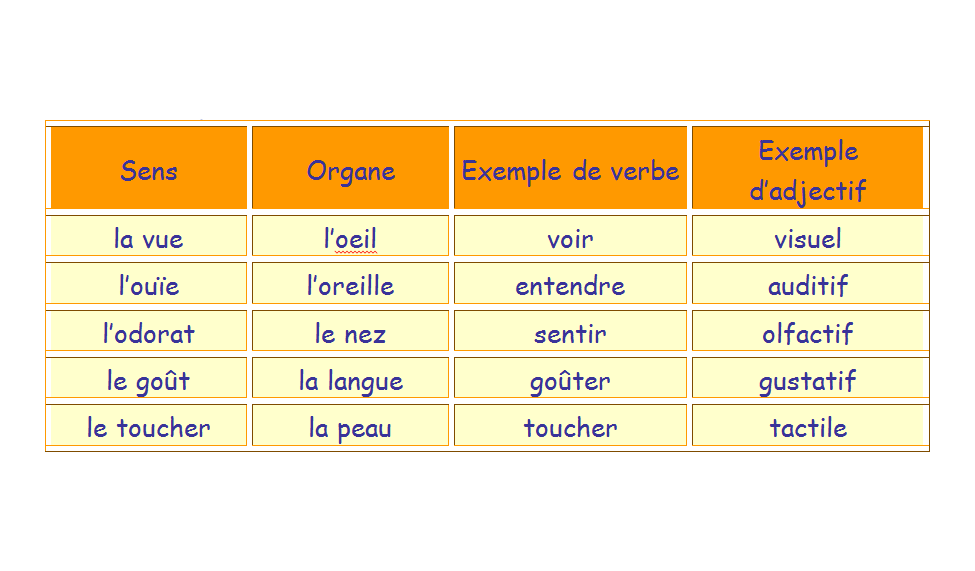 Sens Organe Exemple de verbe Exemple
d'adjectif
la vue l'oeil voir visuel
l'ouïe l'oreille entendre auditif
l'odorat le nez sentir olfactif
le goût la langue goûter gustatif
le toucher la peau toucher tactile